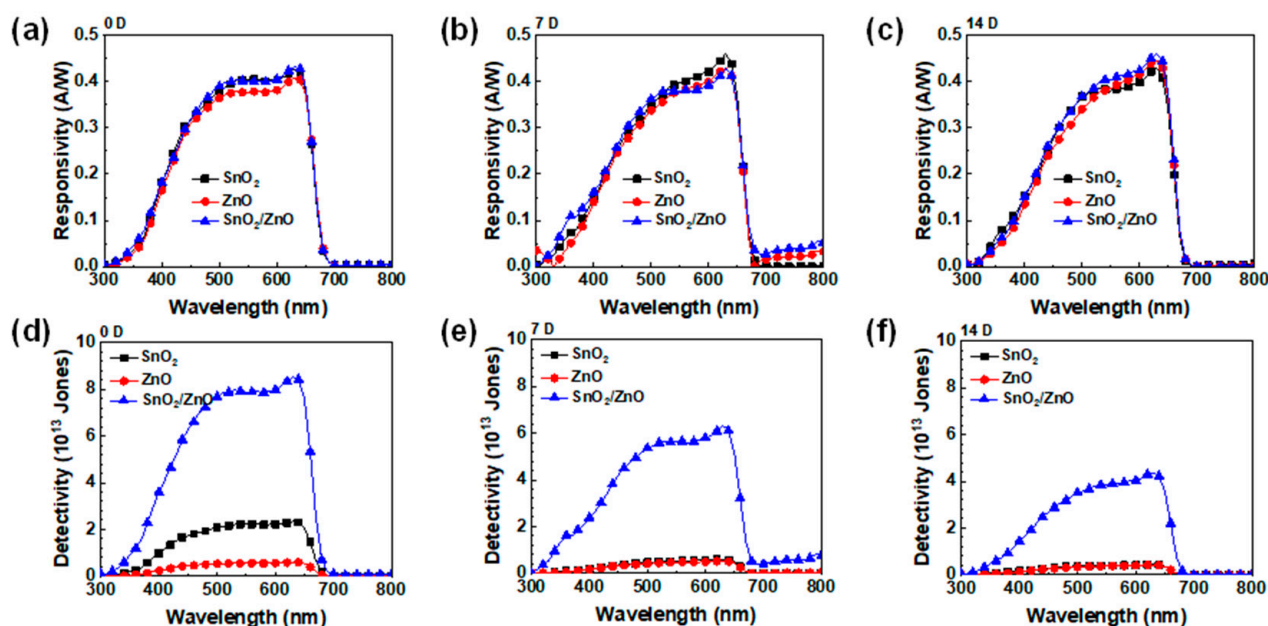 (a)
0 D
Responsivity (A/W)
0.5
0.4
0.3
0.2
0.1
0.0
SnO₂
ZnO
SnO₂/ZnO
300 400 500 600 700 800
Wavelength (nm)
(b)
7 D
Responsivity (A/W)
0.5
0.4
0.3
0.2
0.1
0.0
SnO₂
ZnO
SnO₂/ZnO
300 400 500 600 700 800
Wavelength (nm)
(c)
14 D
Responsivity (A/W)
0.5
0.4
0.3
0.2
0.1
0.0
SnO₂
ZnO
SnO₂/ZnO
300 400 500 600 700 800
Wavelength (nm)
(d)
0 D
Detectivity (10¹³ Jones)
10
8
6
4
2
0
SnO₂
ZnO
SnO₂/ZnO
300 400 500 600 700 800
Wavelength (nm)
(e)
7 D
Detectivity (10¹³ Jones)
10
8
6
4
2
0
SnO₂
ZnO
SnO₂/ZnO
300 400 500 600 700 800
Wavelength (nm)
(f)
14 D
Detectivity (10¹³ Jones)
10
8
6
4
2
0
SnO₂
ZnO
SnO₂/ZnO
300 400 500 600 700 800
Wavelength (nm)